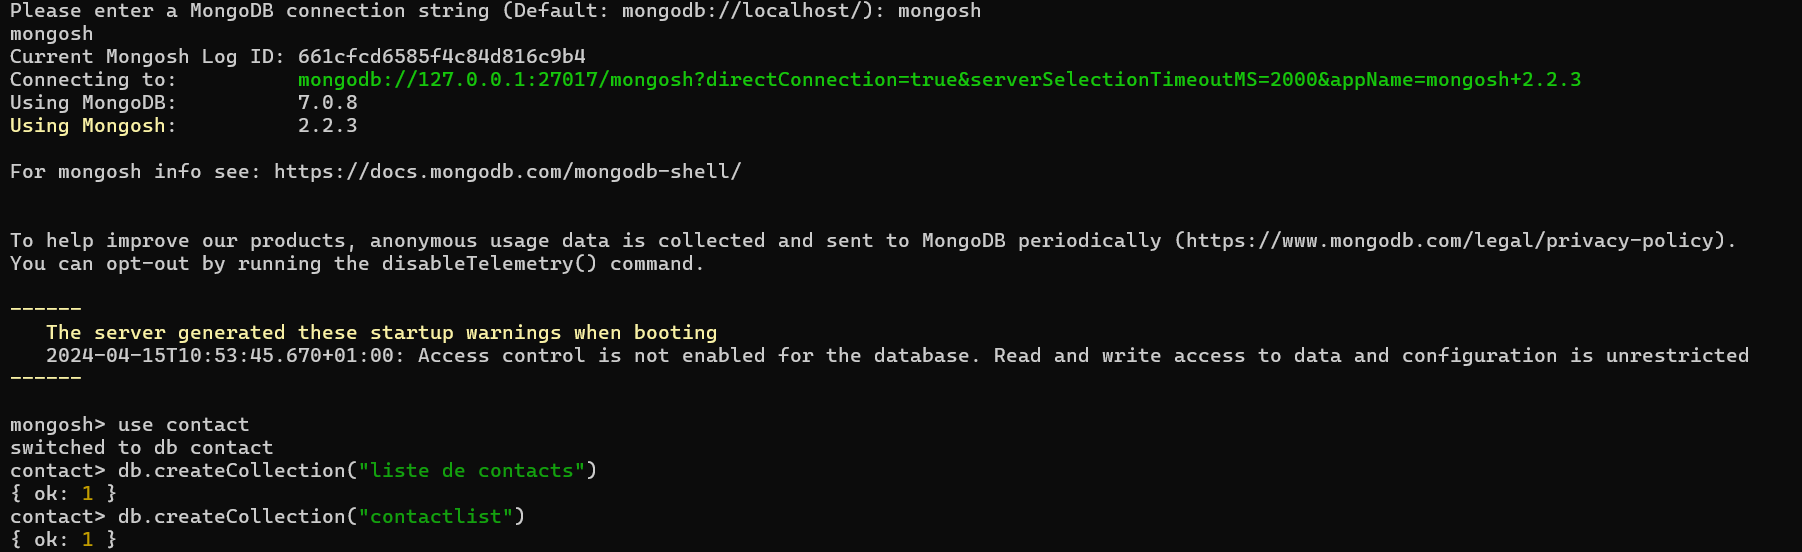 Please enter a MongoDB connection string (Default: mongodb://localhost/): mongosh
mongosh
Current Mongosh Log ID: 661cfcd6585f4c84d816c9b4
Connecting to:          mongodb://127.0.0.1:27017/mongosh?directConnection=true&serverSelectionTimeoutMS=2000&appName=mongosh+2.2.3
Using MongoDB:          7.0.8
Using Mongosh:          2.2.3
For mongosh info see: https://docs.mongodb.com/mongodb-shell/
To help improve our products, anonymous usage data is collected and sent to MongoDB periodically (https://www.mongodb.com/legal/privacy-policy).
You can opt-out by running the disableTelemetry() command.
------
   The server generated these startup warnings when booting
   2024-04-15T10:53:45.670+01:00: Access control is not enabled for the database. Read and write access to data and configuration is unrestricted
------
mongosh> use contact
switched to db contact
contact> db.createCollection("liste de contacts")
{ ok: 1 }
contact> db.createCollection("contactlist")
{ ok: 1 }